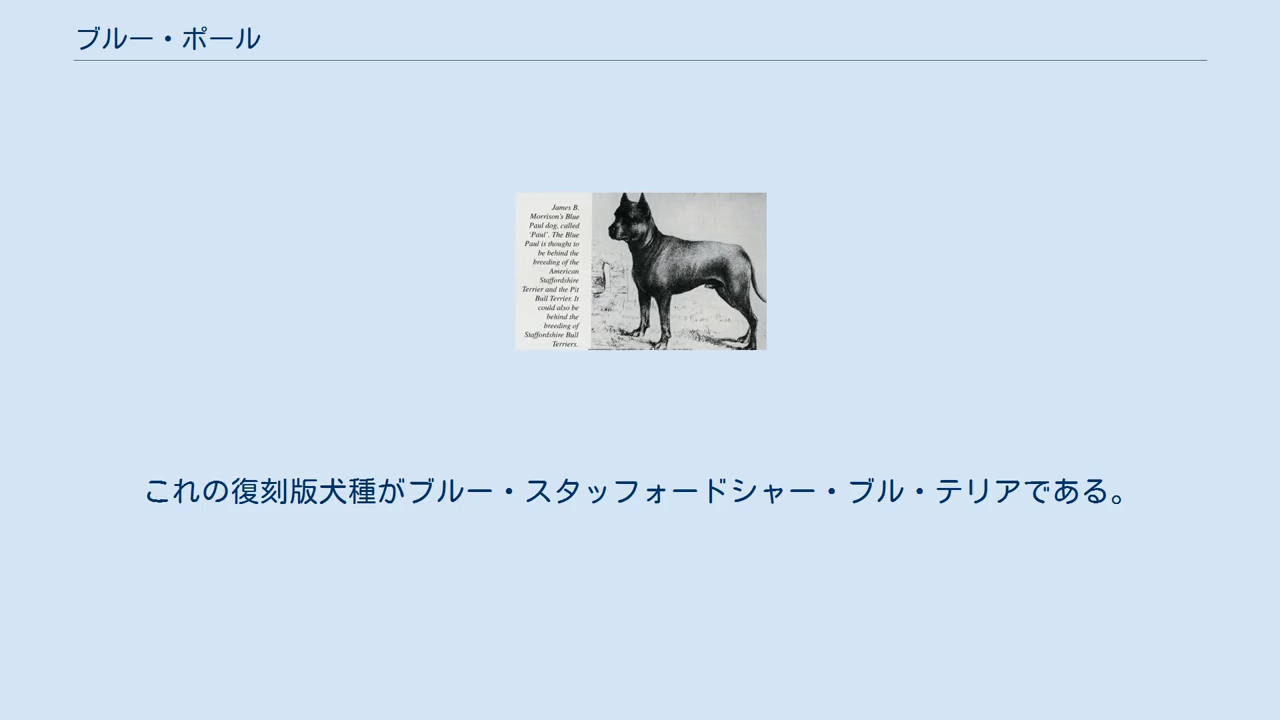 ブルー・ポール
James B.
Morrison's Blue
Paul dog, called
'Paul'. The Blue
Paul is thought to
be behind the
breeding of the
American
Staffordshire
Terrier and the Pit
Bull Terrier. It
could also be
behind the
breeding of
Staffordshire Bull
Terriers.
これの復刻版犬種がブルー・スタッフォードシャー・ブル・テリアである。